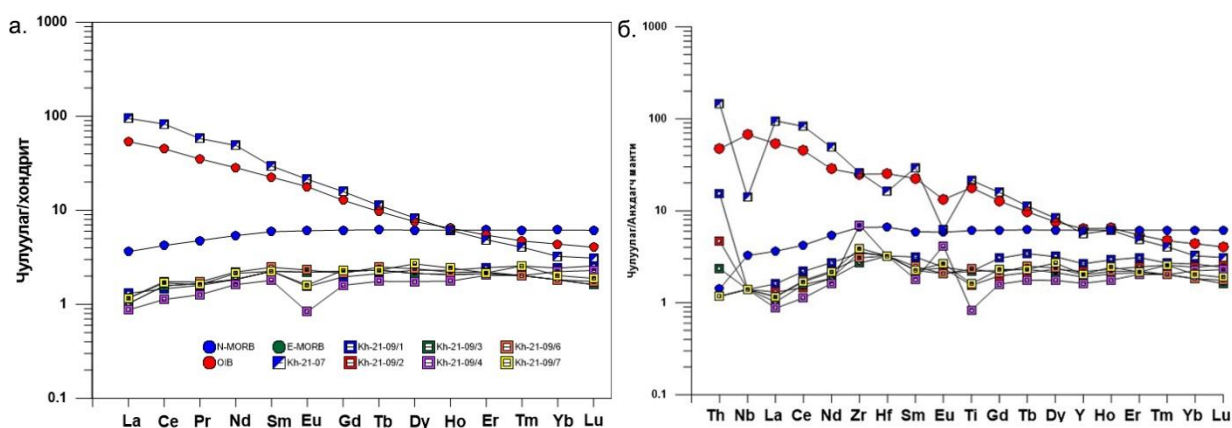 а.
Чулуулаг/хондрит
1000
100
10
1
0.1
La Ce Pr Nd Sm Eu Gd Tb Dy Ho Er Tm Yb Lu
N-MORB E-MORB Kh-21-09/1 Kh-21-09/3 Kh-21-09/6
OIB Kh-21-07 Kh-21-09/2 Kh-21-09/4 Kh-21-09/7
б.
Чулуулаг/Анхдагч манти
1000
100
10
1
0.1
Th Nb La Ce Nd Zr Hf Sm Eu Ti Gd Tb Dy Y Ho Er Tm Yb Lu